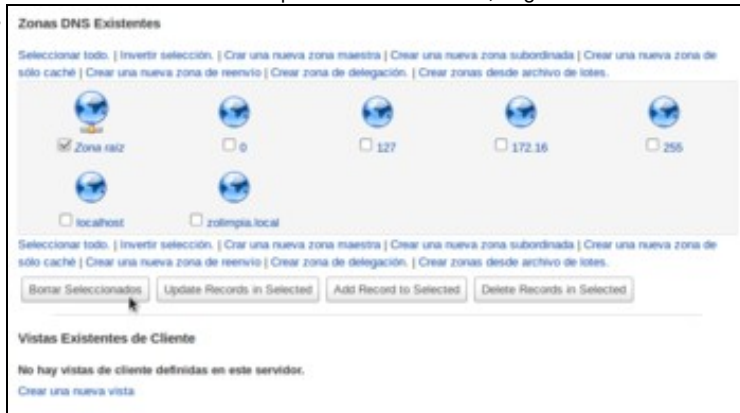 Zonas DNS Existentes
Seleccionar todo. | Invertir selección. | Crar una nueva zona maestra | Crear una nueva zona subordinada | Crear una nueva zona de
sólo caché | Crear una nueva zona de reenvío | Crear zona de delegación. | Crear zonas desde archivo de lotes.
Zona raíz 0 127 172.16 255
localhost zolimpia.local
Seleccionar todo. | Invertir selección. | Crar una nueva zona maestra | Crear una nueva zona subordinada | Crear una nueva zona de
sólo caché | Crear una nueva zona de reenvío | Crear zona de delegación. | Crear zonas desde archivo de lotes.
Borrar Seleccionados Update Records in Selected Add Record to Selected Delete Records in Selected
Vistas Existentes de Cliente
No hay vistas de cliente definidas en este servidor.
Crear una nueva vista